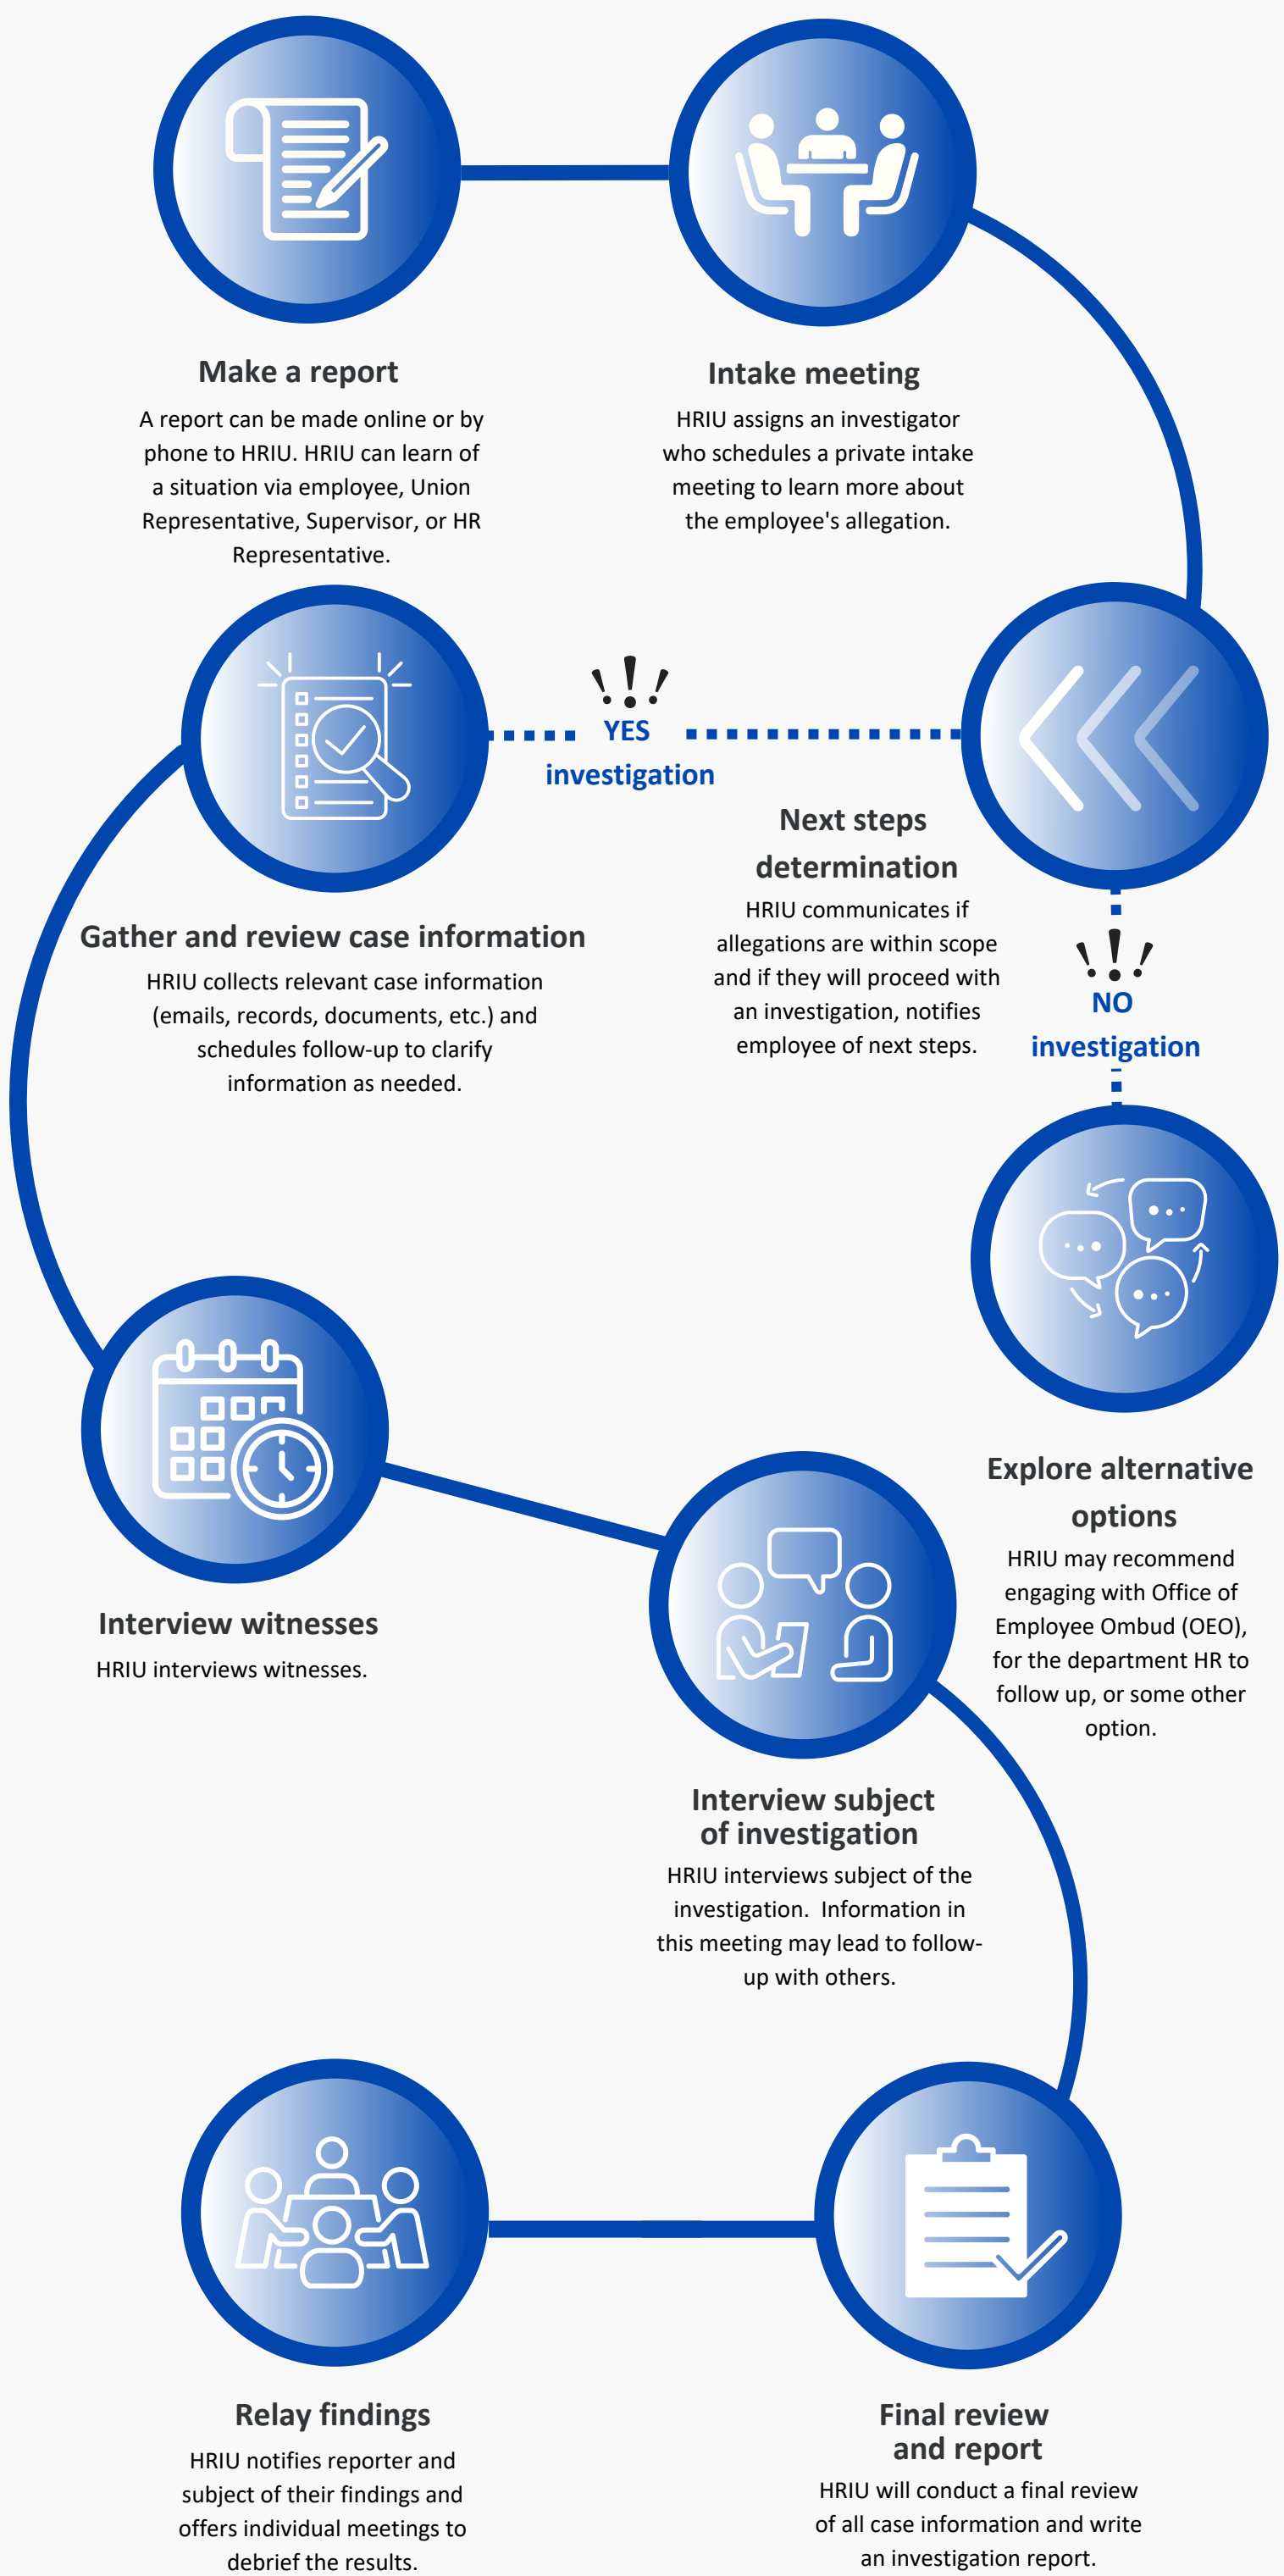 Make a report
A report can be made online or by
phone to HRIU. HRIU can learn of
a situation via employee, Union
Representative, Supervisor, or HR
Representative.
Intake meeting
HRIU assigns an investigator
who schedules a private intake
meeting to learn more about
the employee's allegation.
Next steps
determination
HRIU communicates if
allegations are within scope
and if they will proceed with
an investigation, notifies
employee of next steps.
YES
investigation
NO
investigation
Explore alternative
options
HRIU may recommend
engaging with Office of
Employee Ombud (OEO),
for the department HR to
follow up, or some other
option.
Gather and review case information
HRIU collects relevant case information
(emails, records, documents, etc.) and
schedules follow-up to clarify
information as needed.
Interview witnesses
HRIU interviews witnesses.
Interview subject
of investigation
HRIU interviews subject of the
investigation.  Information in
this meeting may lead to follow-
up with others.
Final review
and report
HRIU will conduct a final review
of all case information and write
an investigation report.
Relay findings
HRIU notifies reporter and
subject of their findings and
offers individual meetings to
debrief the results.